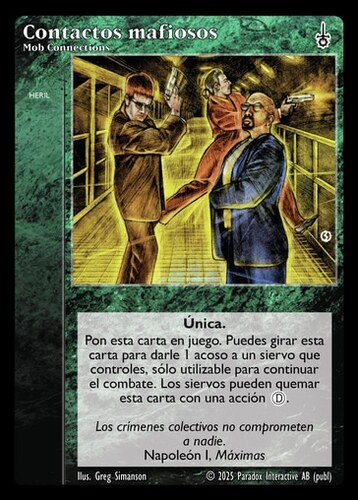 Contactos mafiosos
Mob Connections
HERIL
Única.
Pon esta carta en juego. Puedes girar esta
carta para darle 1 acoso a un siervo que
controles, sólo utilizable para continuar
el combate. Los siervos pueden quemar
esta carta con una acción Ⓓ.
Los crímenes colectivos no comprometen
a nadie.
Napoleón I, Máximas
Ilus. Greg Simanson
© 2025 Paradox Interactive AB (publ)